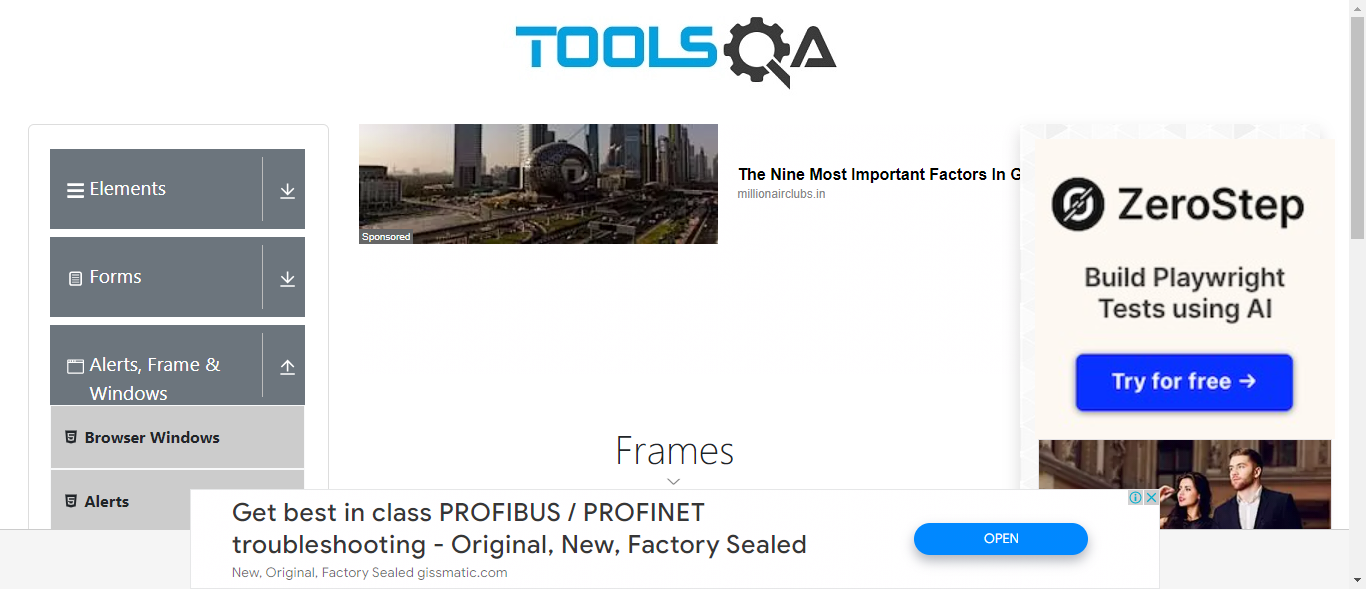 TOOLSQA
Elements
Forms
Alerts, Frame &
Windows
Browser Windows
Alerts
Sponsored
The Nine Most Important Factors In G
millionairclubs.in
Frames
ZeroStep
Build Playwright
Tests using AI
Try for free →
Get best in class PROFIBUS / PROFINET
troubleshooting - Original, New, Factory Sealed
New, Original, Factory Sealed gissmatic.com
OPEN